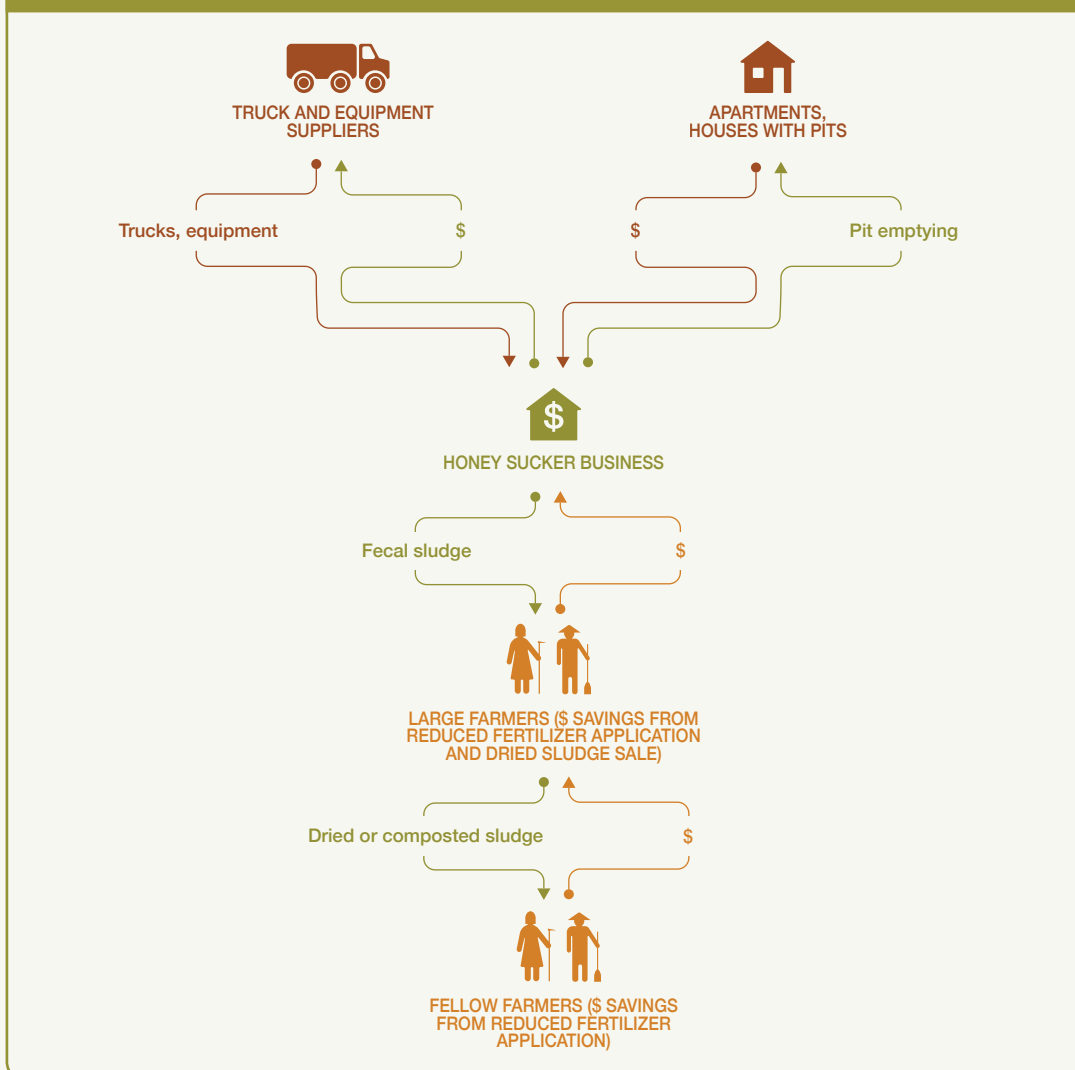 TRUCK AND EQUIPMENT
SUPPLIERS
APARTMENTS,
HOUSES WITH PITS
Trucks, equipment
$
$
Pit emptying
$
HONEY SUCKER BUSINESS
Fecal sludge
$
LARGE FARMERS ($ SAVINGS FROM
REDUCED FERTILIZER APPLICATION
AND DRIED SLUDGE SALE)
Dried or composted sludge
$
FELLOW FARMERS ($ SAVINGS
FROM REDUCED FERTILIZER
APPLICATION)